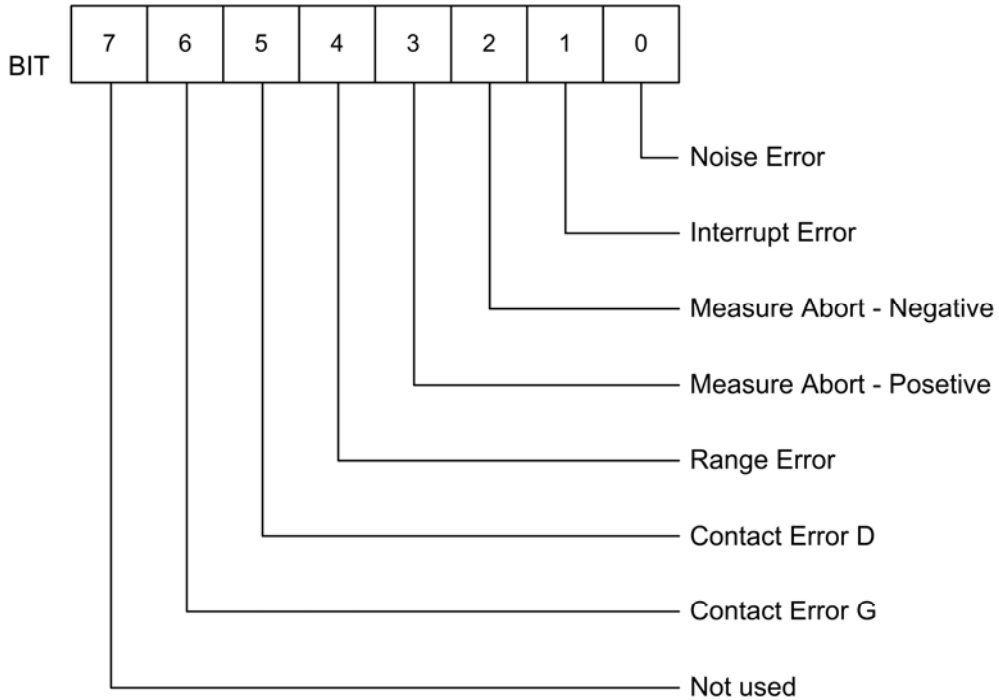 BIT 7 6 5 4 3 2 1 0
Noise Error
Interrupt Error
Measure Abort - Negative
Measure Abort - Posetive
Range Error
Contact Error D
Contact Error G
Not used